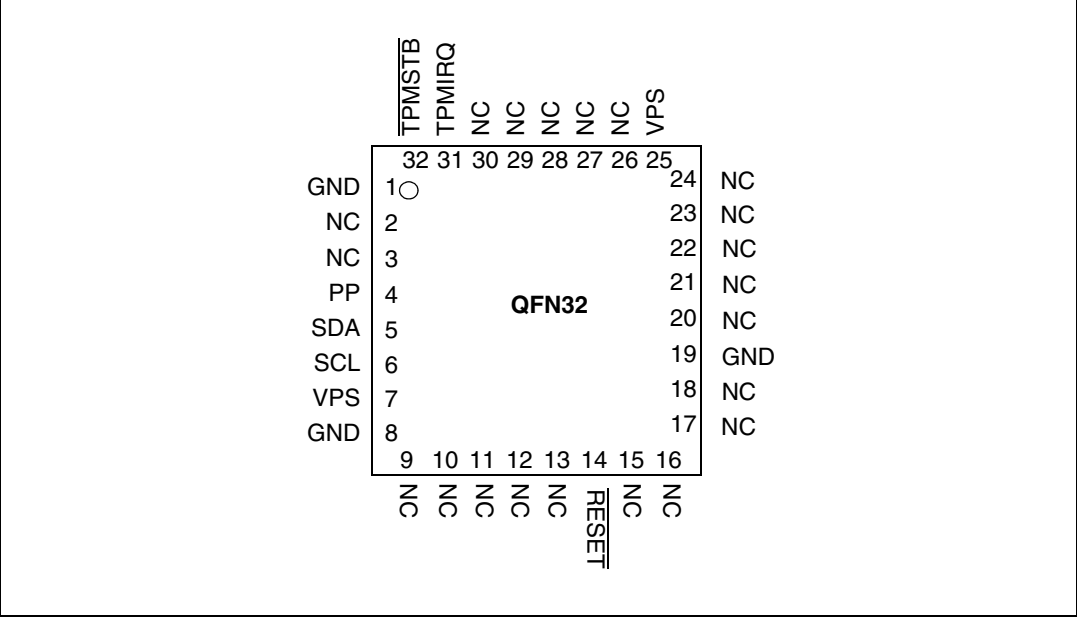 TPMSTB
TPMIRQ
NC
NC
NC
NC
NC
VPS
32 31 30 29 28 27 26 25
GND 1
NC 2
NC 3
PP 4
SDA 5
SCL 6
VPS 7
GND 8
QFN32
24 NC
23 NC
22 NC
21 NC
20 NC
19 GND
18 NC
17 NC
9 10 11 12 13 14 15 16
NC
NC
NC
NC
NC
RESET
NC
NC